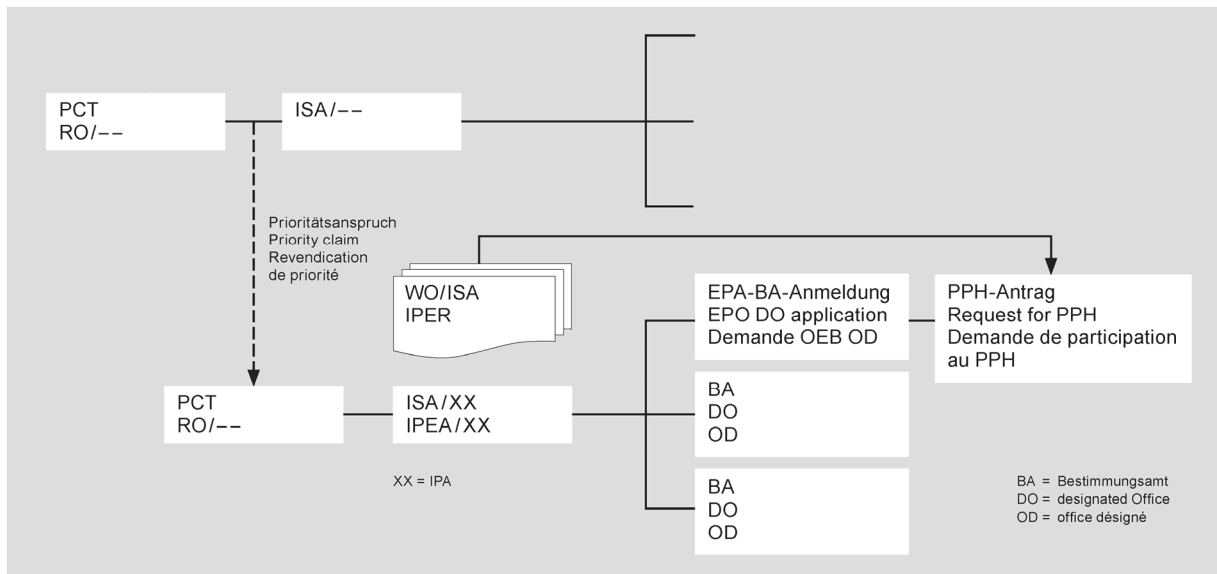 PCT
RO/--
ISA/--
Prioritätsanspruch
Priority claim
Revendication
de priorité
WO/ISA
IPER
EPA-BA-Anmeldung
EPO DO application
Demande OEB OD
PPH-Antrag
Request for PPH
Demande de participation
au PPH
PCT
RO/--
ISA/XX
IPEA/XX
BA
DO
OD
XX = IPA
BA
DO
OD
BA = Bestimmungsamt
DO = designated Office
OD = office désigné